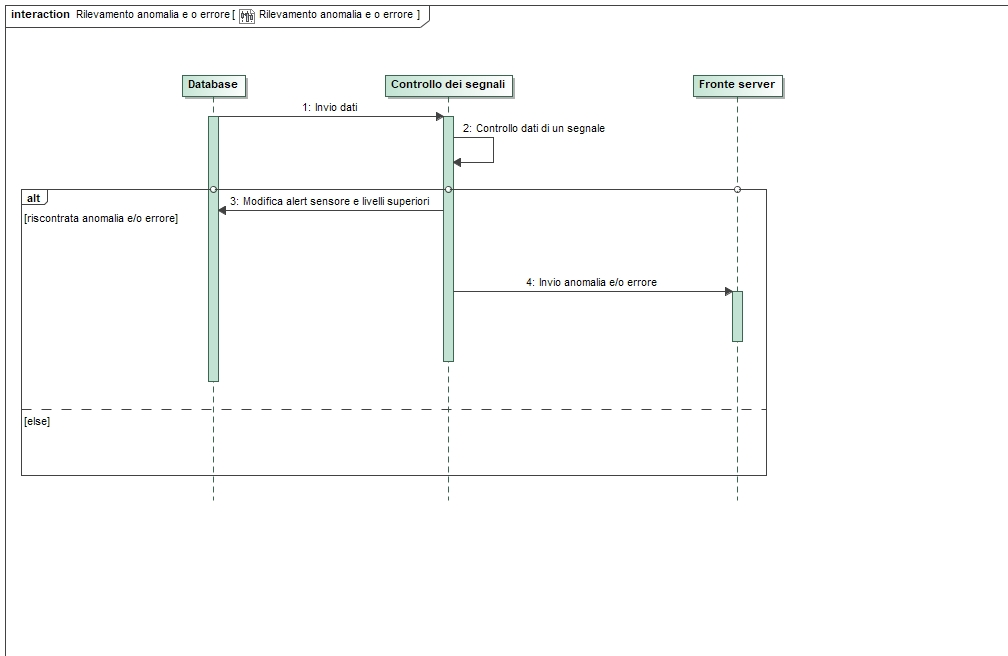 interaction Rilevamento anomalia e o errore [ Rilevamento anomalia e o errore ]
Database
Controllo dei segnali
Fronte server
1: Invio dati
2: Controllo dati di un segnale
alt
3: Modifica alert sensore e livelli superiori
[riscontrata anomalia e/o errore]
4: Invio anomalia e/o errore
[else]